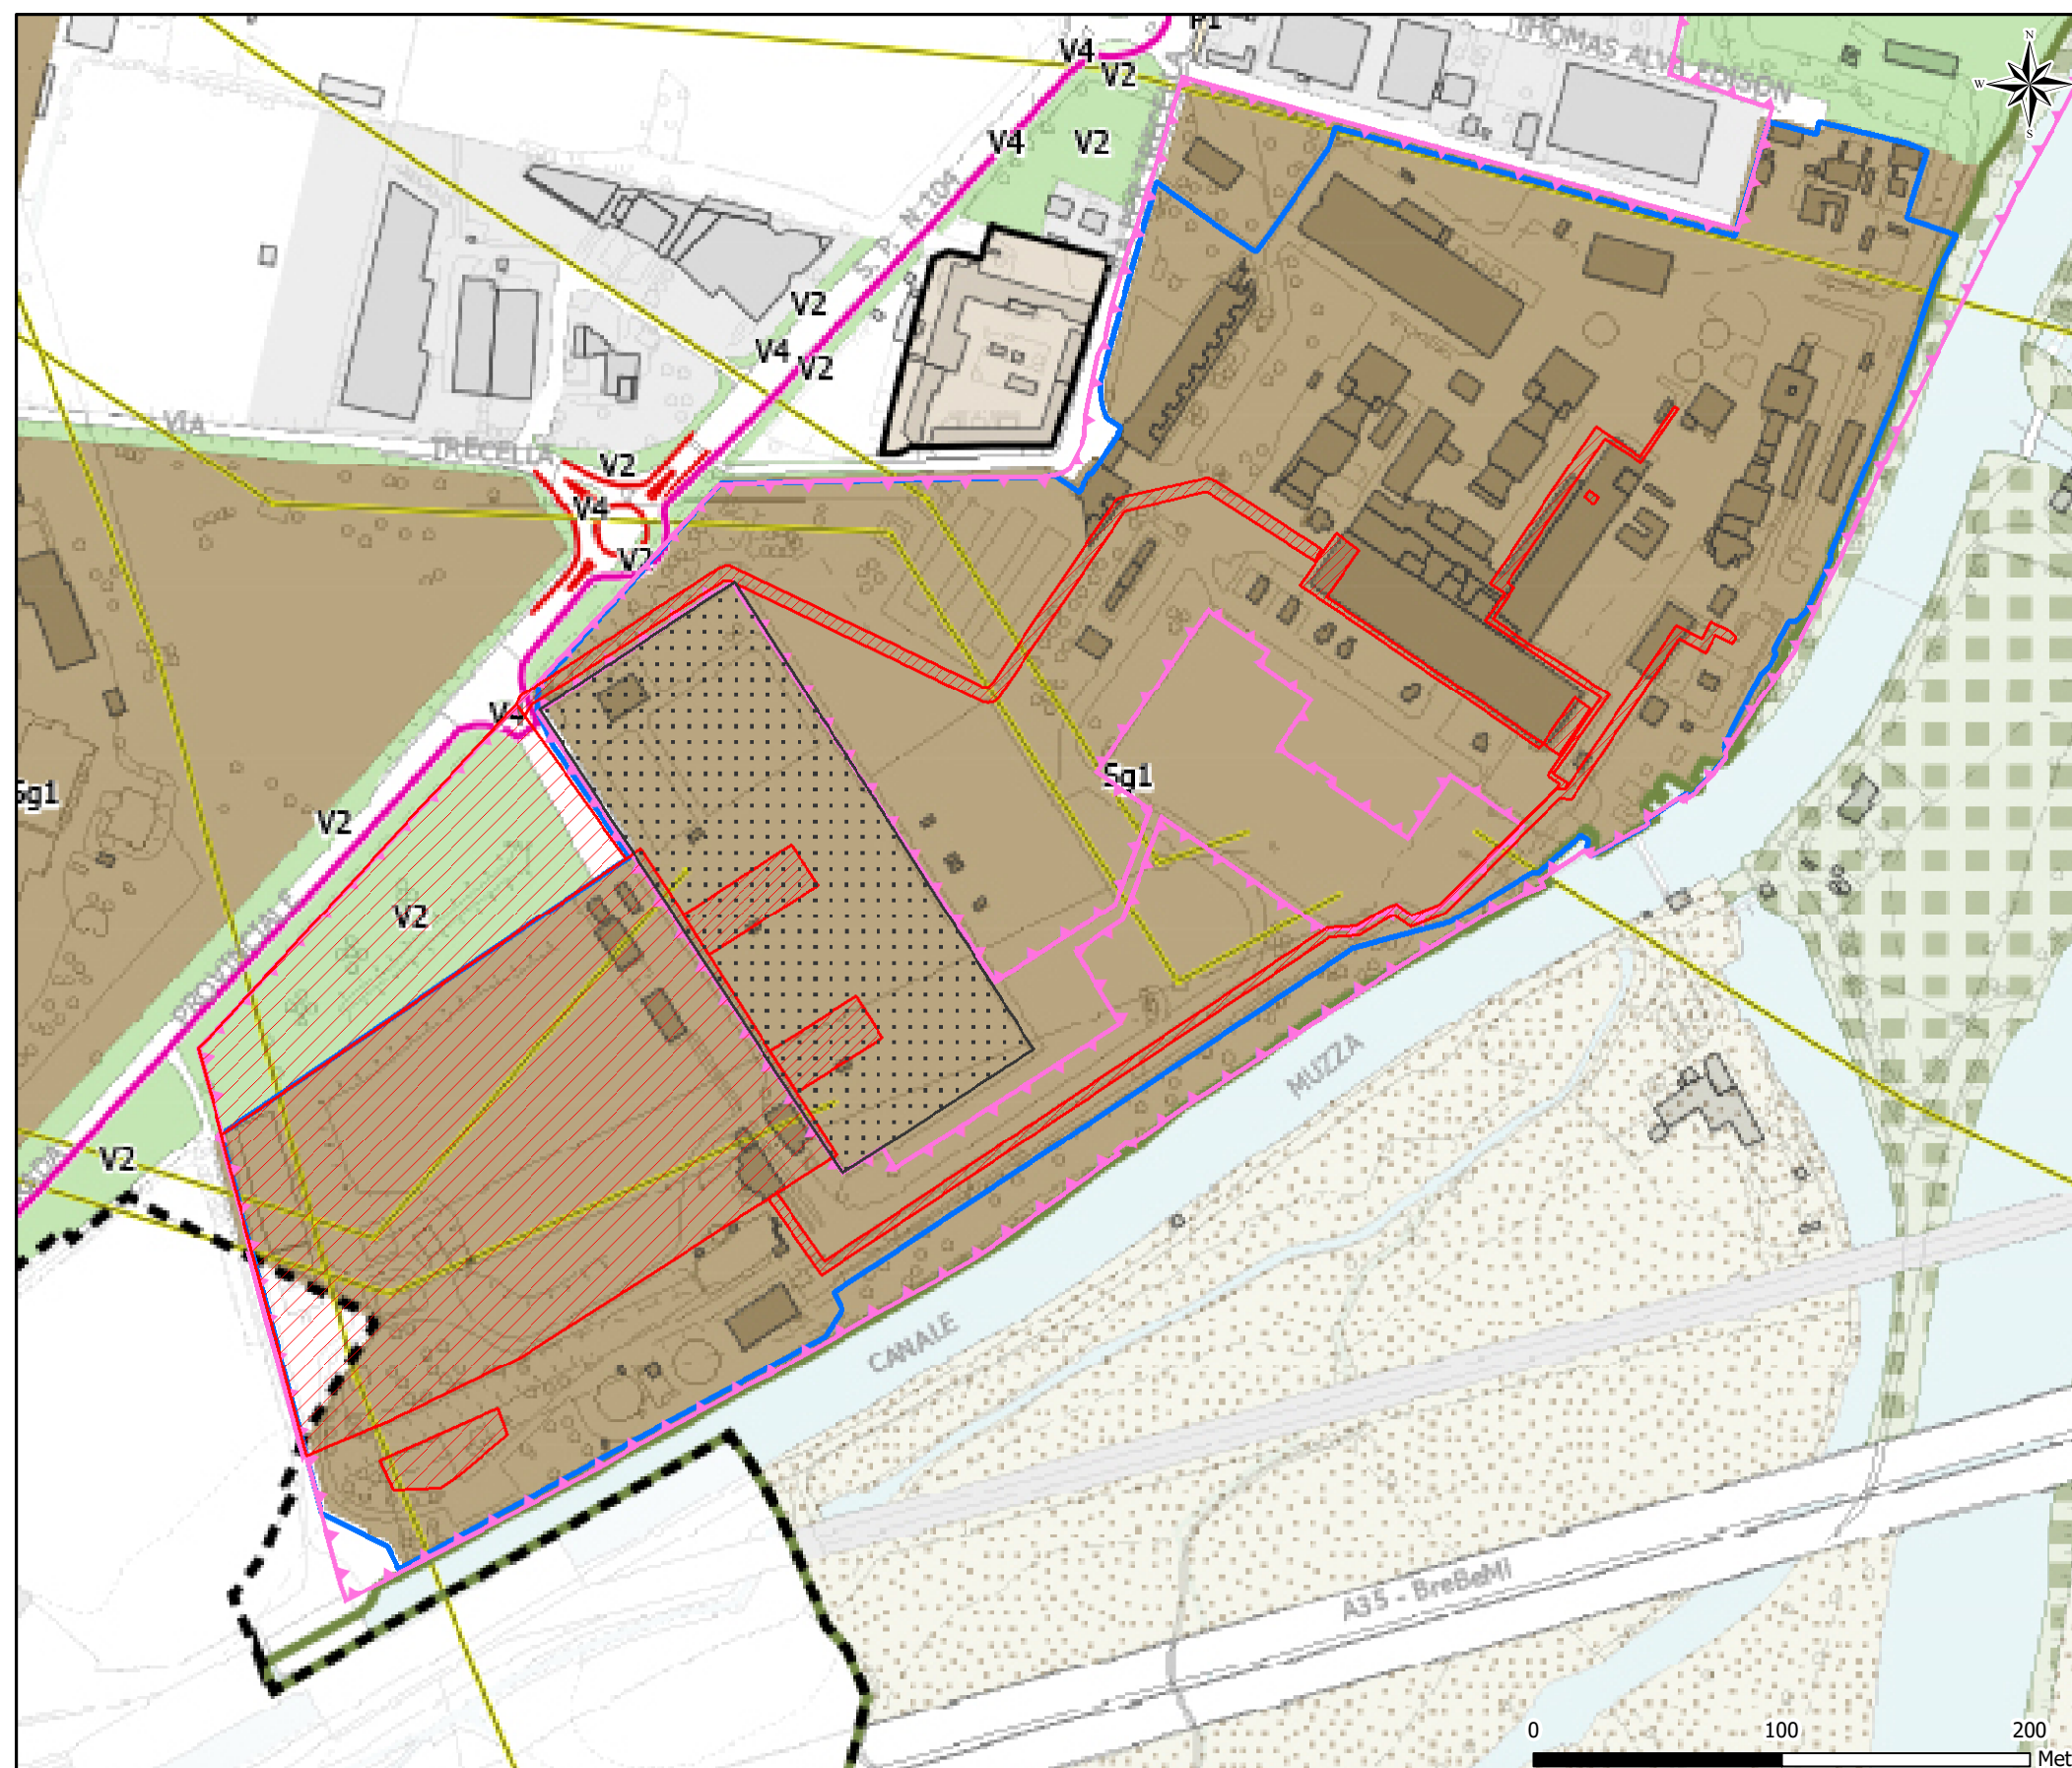 V4
V2
THOMAS ALVA EDISON
N
W
S
V4
V2
S. P. N. 104
V2
V4
V2
VIA
TRECELLA
V2
V4
V2
V4
Sg1
Sg1
V2
V2
PROVINCIALE
V2
MUZZA
CANALE
A35 - BreBeMi
0
100
200
Met